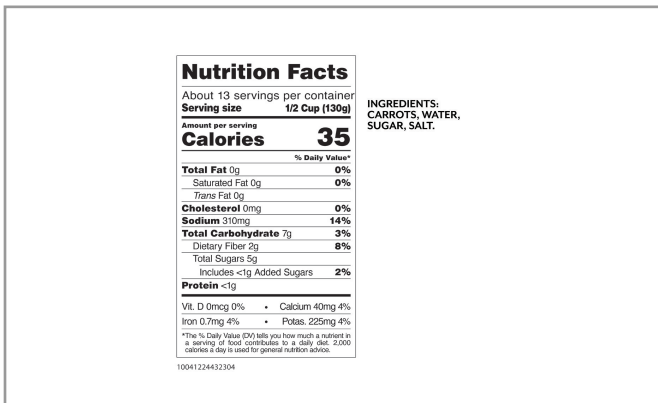 Nutrition Facts
About 13 servings per container
Serving size 1/2 Cup (130g)
Amount per serving
Calories 35
% Daily Value*
Total Fat 0g 0%
Saturated Fat 0g 0%
Trans Fat 0g
Cholesterol 0mg 0%
Sodium 310mg 14%
Total Carbohydrate 7g 3%
Dietary Fiber 2g 8%
Total Sugars 5g
Includes <1g Added Sugars 2%
Protein <1g
Vit. D 0mcg 0% • Calcium 40mg 4%
Iron 0.7mg 4% • Potas. 225mg 4%
*The % Daily Value (DV) tells you how much a nutrient in
a serving of food contributes to a daily diet. 2,000
calories a day is used for general nutrition advice.
10041224432304
INGREDIENTS:
CARROTS, WATER,
SUGAR, SALT.